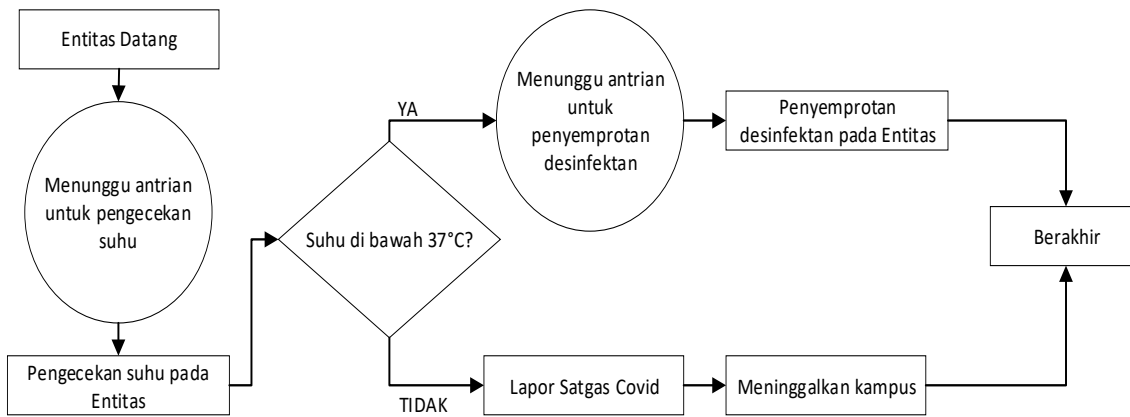 Entitas Datang
Menunggu antrian
untuk pengecekan
suhu
Pengecekan suhu pada
Entitas
Suhu di bawah 37°C?
YA
Menunggu antrian
untuk
penyemprotan
desinfektan
Penyemprotan
desinfektan pada Entitas
TIDAK
Lapor Satgas Covid
Meninggalkan kampus
Berakhir